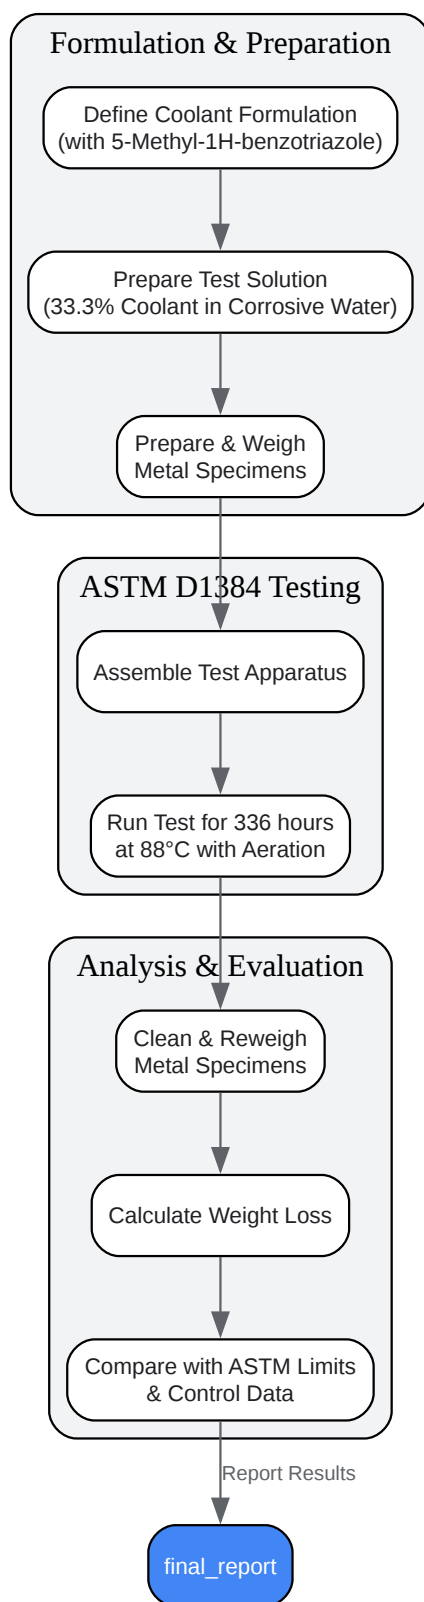 Formulation & Preparation
Define Coolant Formulation
(with 5-Methyl-1H-benzotriazole)
Prepare Test Solution
(33.3% Coolant in Corrosive Water)
Prepare & Weigh
Metal Specimens
ASTM D1384 Testing
Assemble Test Apparatus
Run Test for 336 hours
at 88°C with Aeration
Analysis & Evaluation
Clean & Reweigh
Metal Specimens
Calculate Weight Loss
Compare with ASTM Limits
& Control Data
Report Results
final_report